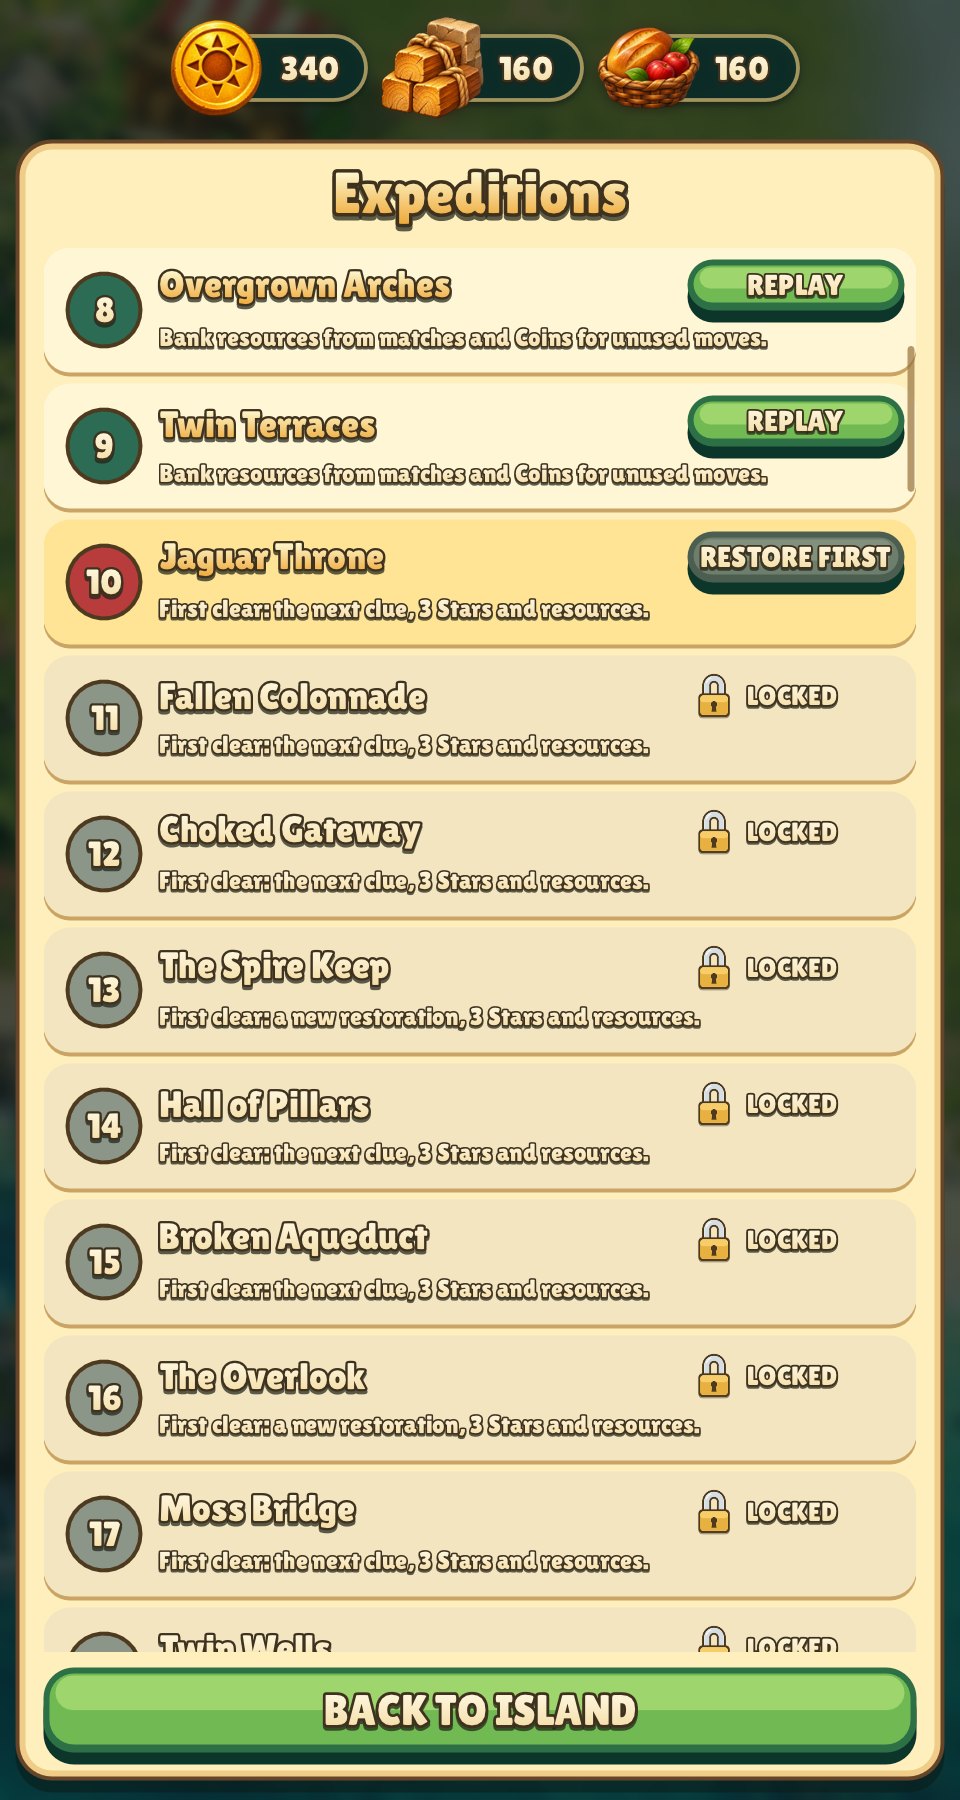 340
160
160
Expeditions
8
Overgrown Arches
REPLAY
Bank resources from matches and Coins for unused moves.
9
Twin Terraces
REPLAY
Bank resources from matches and Coins for unused moves.
10
Jaguar Throne
RESTORE FIRST
First clear: the next clue, 3 Stars and resources.
11
Fallen Colonnade
LOCKED
First clear: the next clue, 3 Stars and resources.
12
Choked Gateway
LOCKED
First clear: the next clue, 3 Stars and resources.
13
The Spire Keep
LOCKED
First clear: a new restoration, 3 Stars and resources.
14
Hall of Pillars
LOCKED
First clear: the next clue, 3 Stars and resources.
15
Broken Aqueduct
LOCKED
First clear: the next clue, 3 Stars and resources.
16
The Overlook
LOCKED
First clear: a new restoration, 3 Stars and resources.
17
Moss Bridge
LOCKED
First clear: the next clue, 3 Stars and resources.
Twin Wells
LOCKED
BACK TO ISLAND